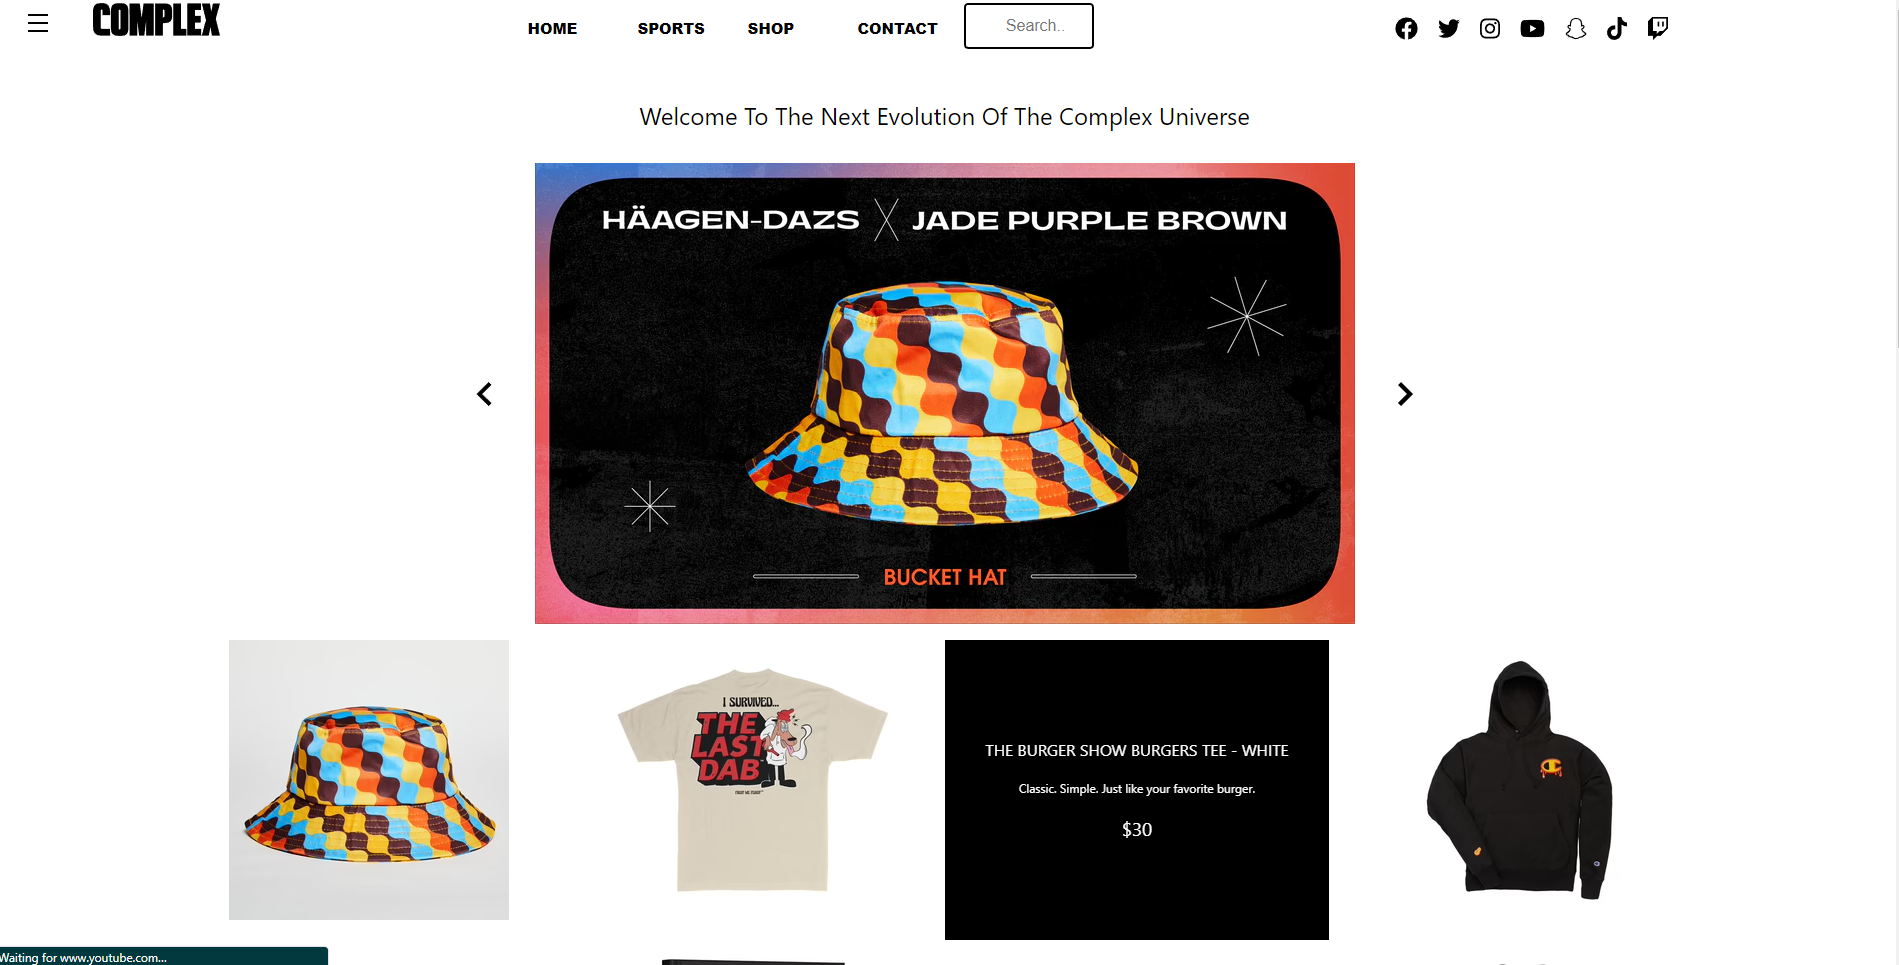 COMPLEX
HOME SPORTS SHOP CONTACT Search..
Welcome To The Next Evolution Of The Complex Universe
HÄAGEN-DAZS X JADE PURPLE BROWN
BUCKET HAT
I SURVIVED...
THE
LAST
DAB
THE BURGER SHOW BURGERS TEE - WHITE
Classic. Simple. Just like your favorite burger.
$30
Waiting for www.youtube.com...